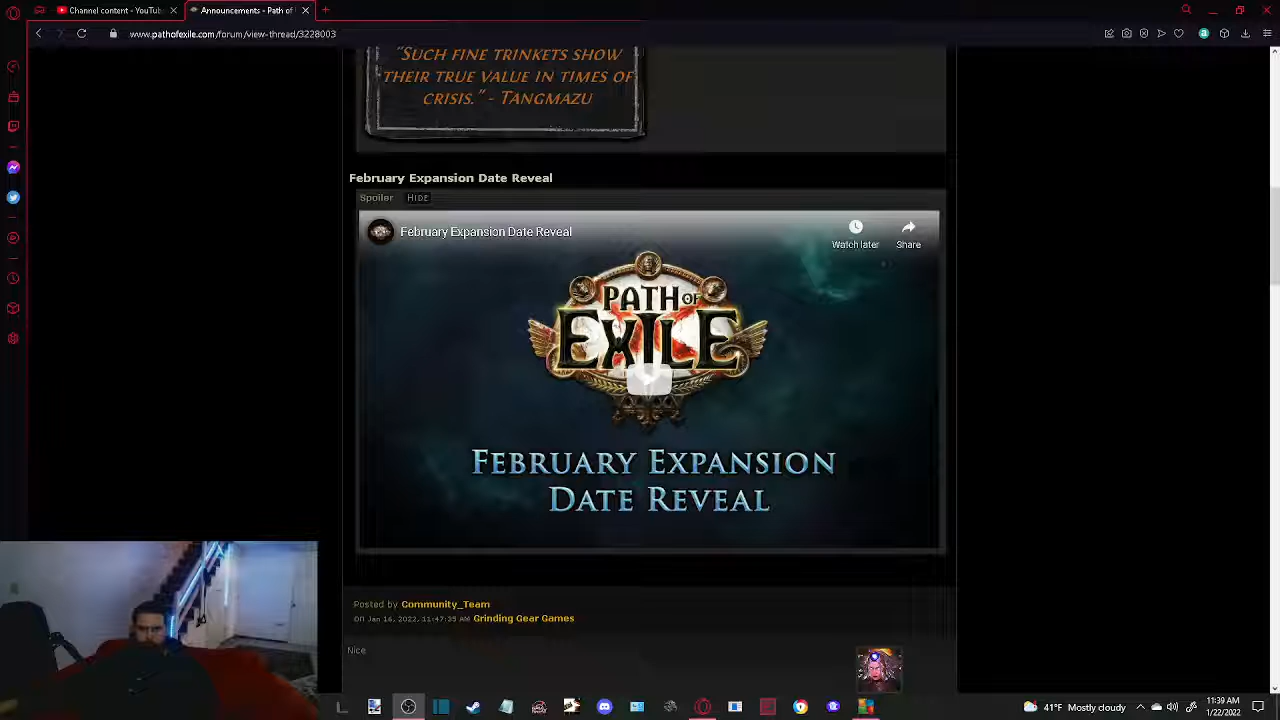 Channel content - YouTub
Announcements - Path of
www.pathofexile.com/forum/view-thread/3228003
"Such fine trinkets show
their true value in times of
crisis." - Tangmazu
February Expansion Date Reveal
Spoiler HIDE
February Expansion Date Reveal
Watch later
Share
PATH OF
EXILE
February Expansion
Date Reveal
Posted by Community_Team
on Jan 16, 2022, 11:47:35 AM Grinding Gear Games
Nice
41°F Mostly cloudy
11:39 AM
1/22/2022